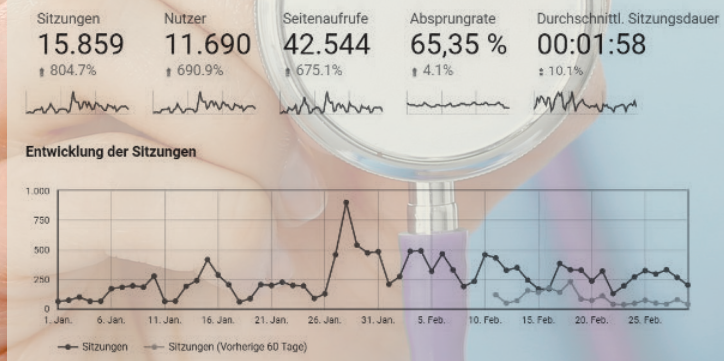 Sitzungen
15.859
804.7%
Nutzer
11.690
690.9%
Seitenaufrufe
42.544
675.1%
Absprungrate
65,35 %
4.1%
Durchschnittl. Sitzungsdauer
00:01:58
10.1%
Entwicklung der Sitzungen
1.000
750
500
250
0
1. Jan. 6. Jan. 11. Jan. 16. Jan. 21. Jan. 26. Jan. 31. Jan. 5. Feb. 10. Feb. 15. Feb. 20. Feb. 25. Feb.
Sitzungen Sitzungen (Vorherige 60 Tage)